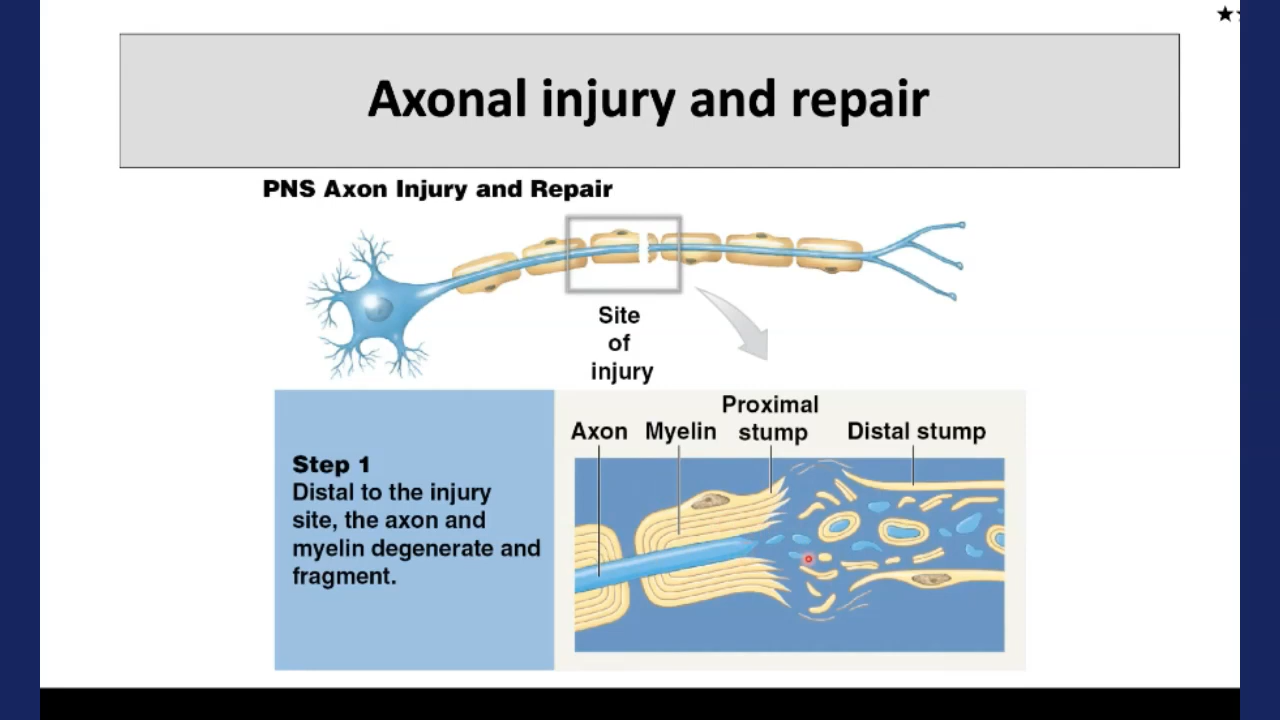 Axonal injury and repair
PNS Axon Injury and Repair
Site
of
injury
Step 1
Distal to the injury
site, the axon and
myelin degenerate and
fragment.
Axon
Myelin
Proximal
stump
Distal stump